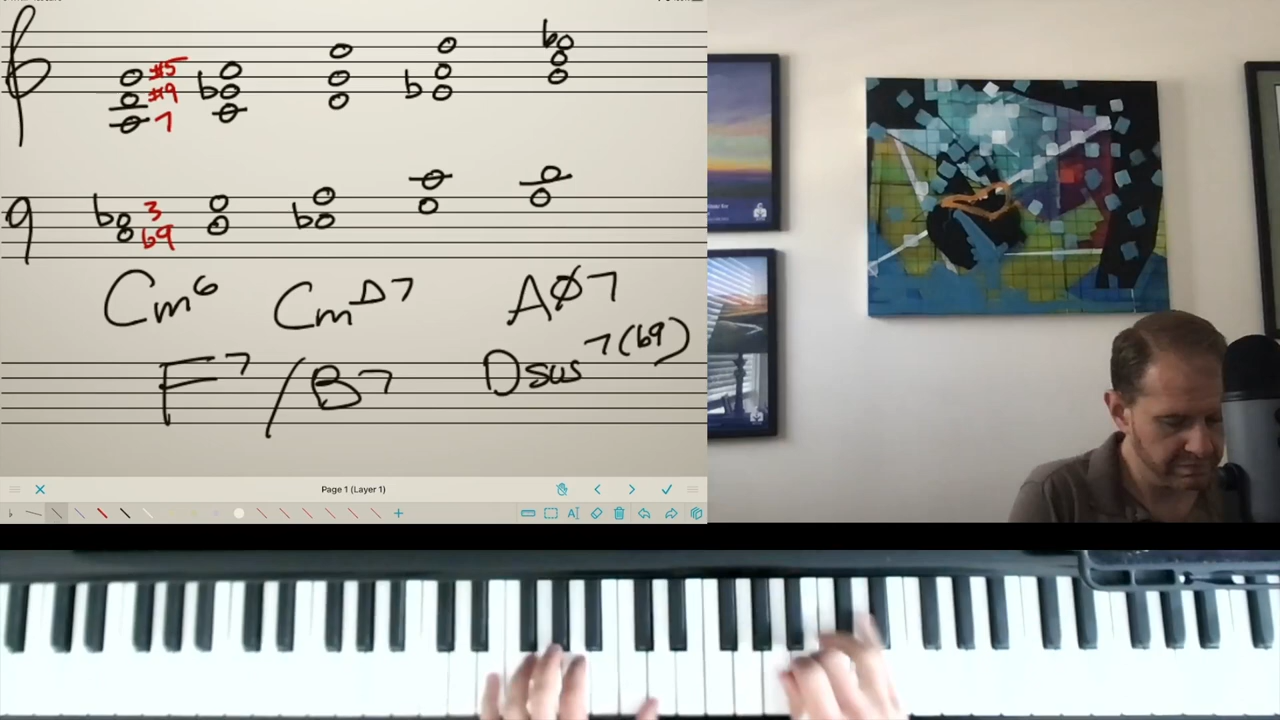 #5
#9
7
3
b9
Cm6 CmΔ7 Aø7
F7 / B7 Dsus7(b9)
Page 1 (Layer 1)